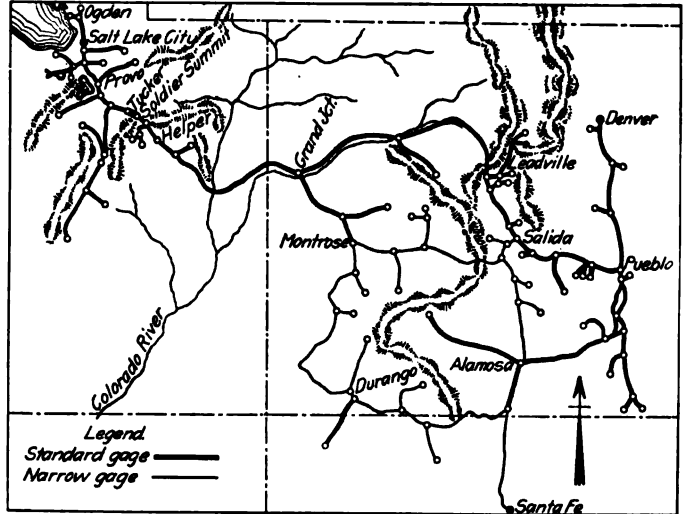 Ogden
Salt Lake City
Provo
Tucker
Soldier Summit
Helper
Grand Jct.
Denver
Leadville
Montrose
Salida
Pueblo
Colorado River
Durango
Alamosa
Legend.
Standard gage
Narrow gage
Santa Fe